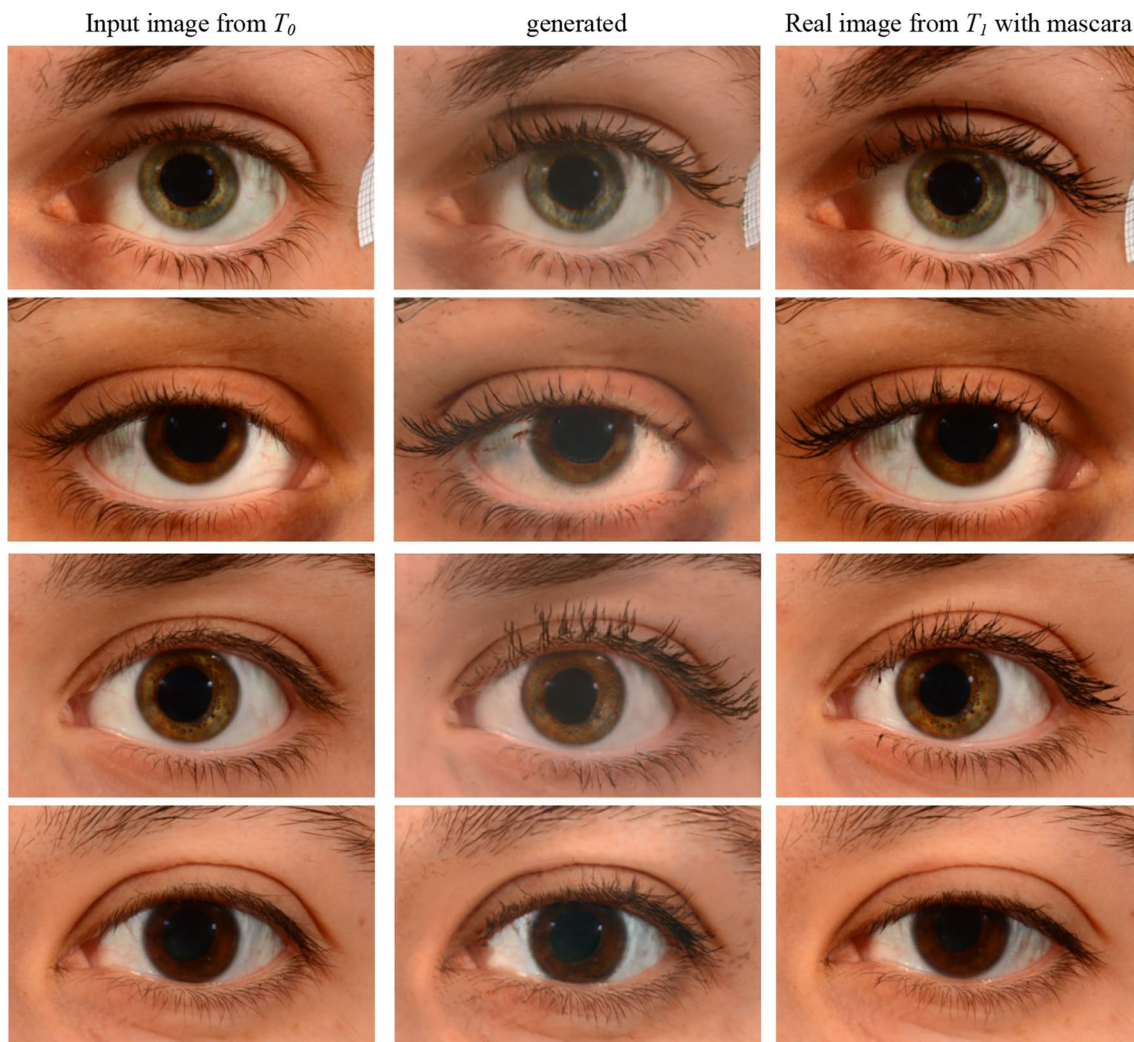 Input image from T₀
generated
Real image from T₁ with mascara